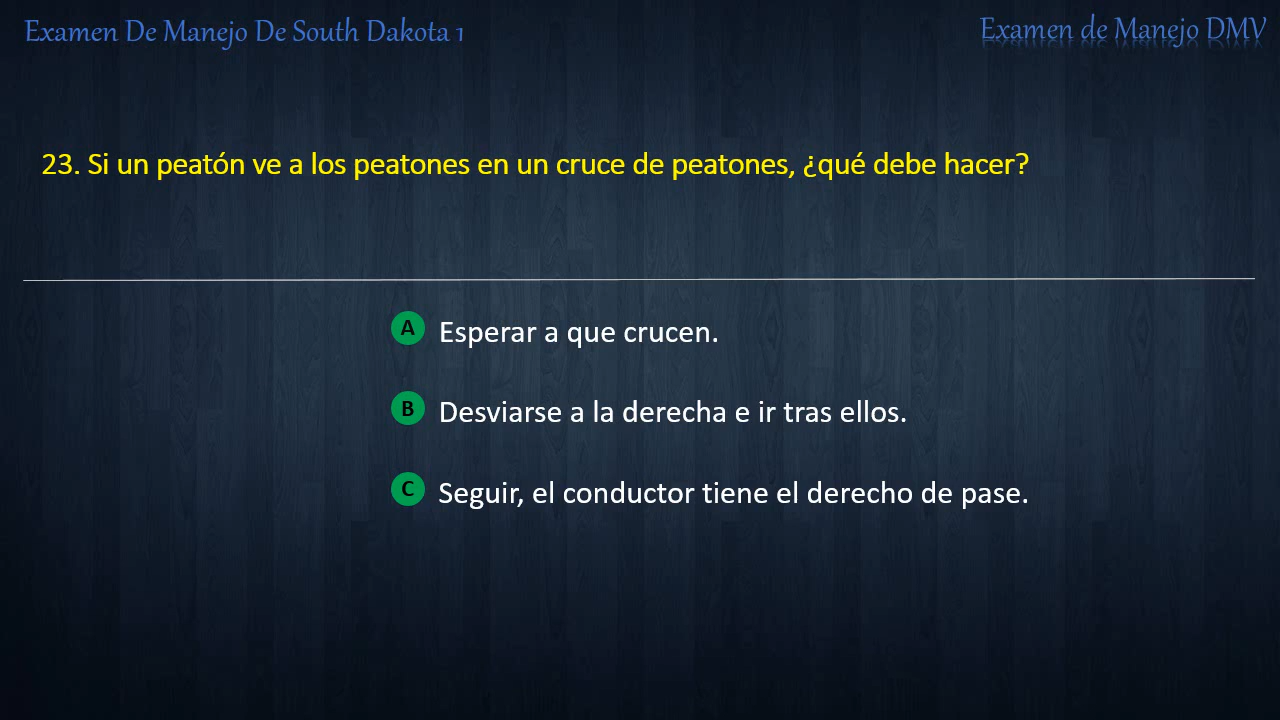 Examen De Manejo De South Dakota 1
Examen de Manejo DMV
23. Si un peatón ve a los peatones en un cruce de peatones, ¿qué debe hacer?
A Esperar a que crucen.
B Desviarse a la derecha e ir tras ellos.
C Seguir, el conductor tiene el derecho de pase.